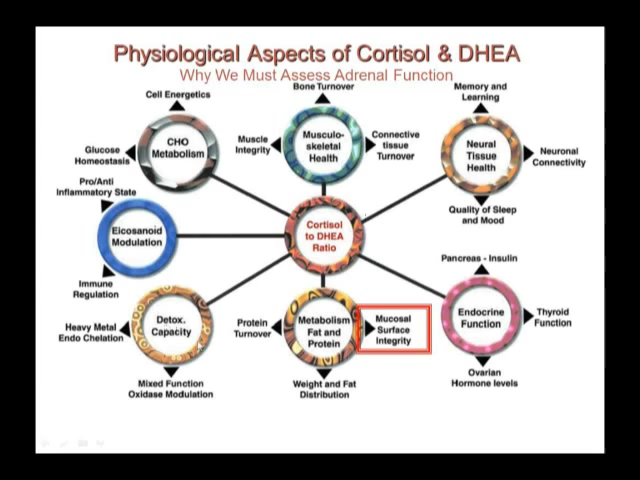 Physiological Aspects of Cortisol & DHEA
Why We Must Assess Adrenal Function
Cell Energetics
Glucose
Homeostasis
CHO
Metabolism
Bone Turnover
Muscle
Integrity
Musculo-
skeletal
Health
Connective
tissue
Turnover
Memory and
Learning
Neural
Tissue
Health
Neuronal
Connectivity
Quality of Sleep
and Mood
Pro/Anti
Inflammatory State
Eicosanoid
Modulation
Immune
Regulation
Cortisol
to DHEA
Ratio
Heavy Metal
Endo Chelation
Detox.
Capacity
Mixed Function
Oxidase Modulation
Protein
Turnover
Metabolism
Fat and
Protein
Mucosal
Surface
Integrity
Weight and Fat
Distribution
Pancreas - Insulin
Endocrine
Function
Thyroid
Function
Ovarian
Hormone levels